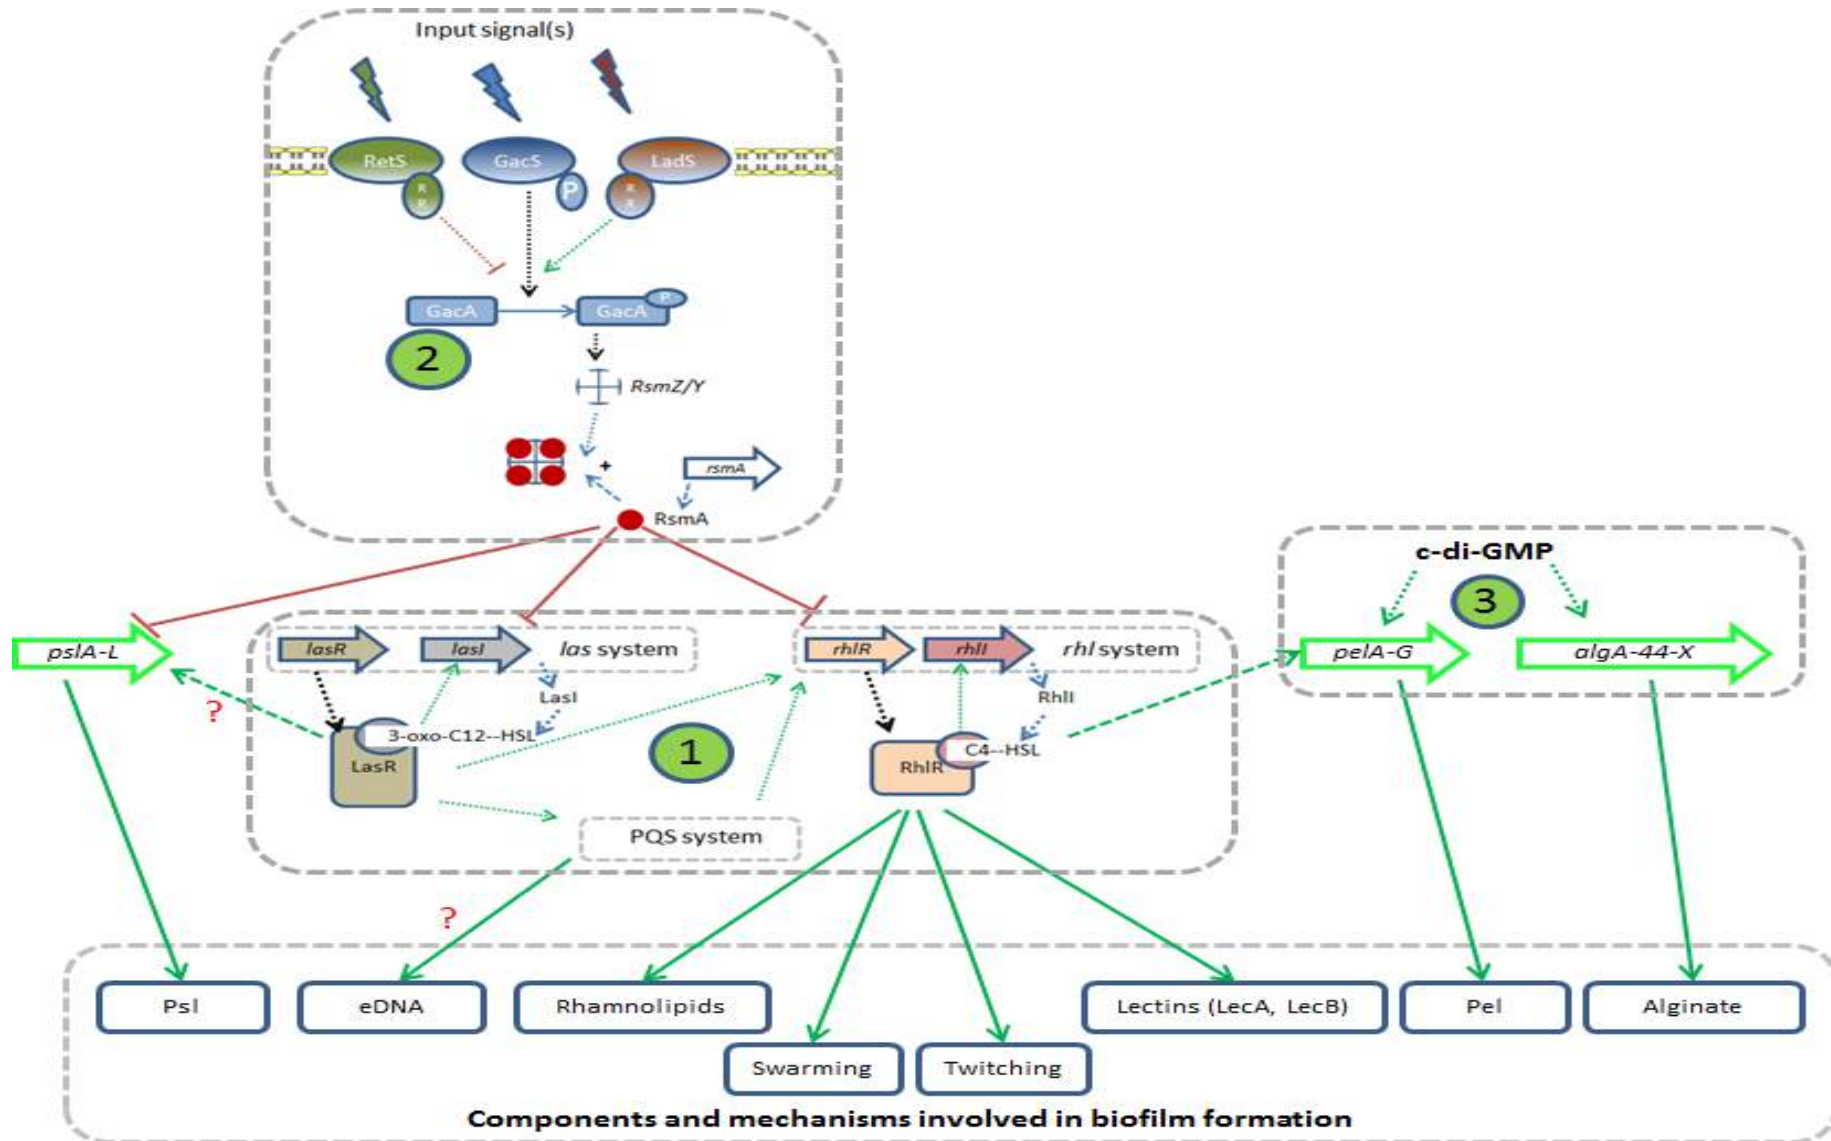 Input signal(s)
RetS GacS LadS
R R P R R
GacA GacA P
2
RsmZ/Y
+ rsmA
RsmA
c-di-GMP
3
pslA-L lasR lasI las system rhlR rhlI rhl system pelA-G algA-44-X
LasI RhlI
?
3-oxo-C12--HSL 1 C4--HSL
LasR RhlR
PQS system
?
Psl eDNA Rhamnolipids Lectins (LecA, LecB) Pel Alginate
Swarming Twitching
Components and mechanisms involved in biofilm formation